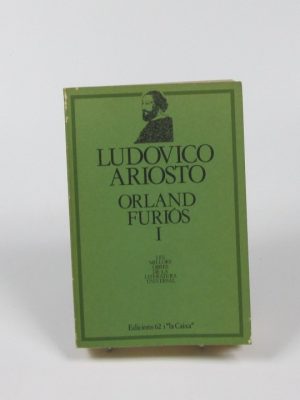 LUDOVICO
ARIOSTO
ORLAND
FURIÓS
I
LES
MILLORS
OBRES
DE LA
LITERATURA
UNIVERSAL
Edicions 62 i "la Caixa"